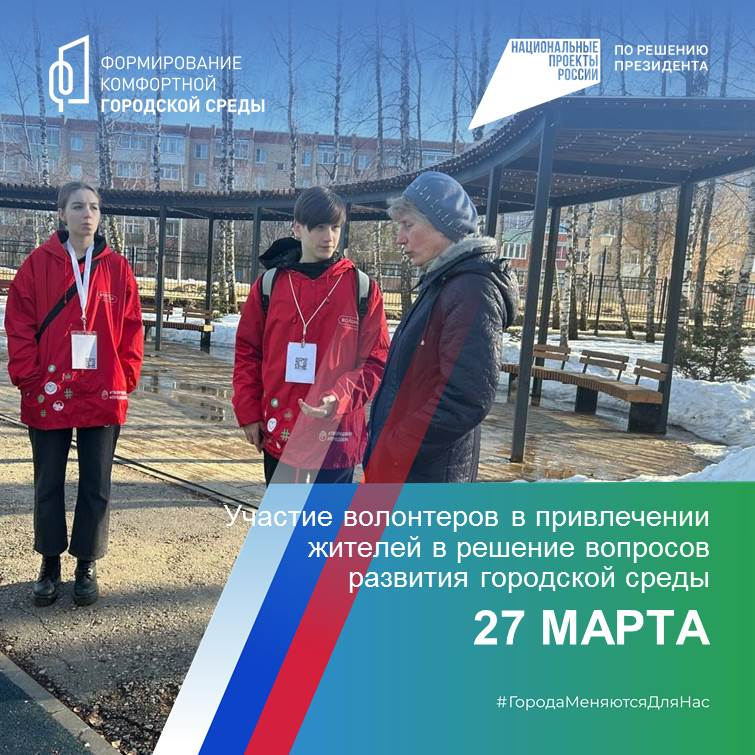 ФОРМИРОВАНИЕ
КОМФОРТНОЙ
ГОРОДСКОЙ СРЕДЫ
НАЦИОНАЛЬНЫЕ
ПРОЕКТЫ
РОССИИ
ПО РЕШЕНИЮ
ПРЕЗИДЕНТА
Участие волонтеров в привлечении
жителей в решение вопросов
развития городской среды
27 МАРТА
#ГородаМеняютсяДляНас